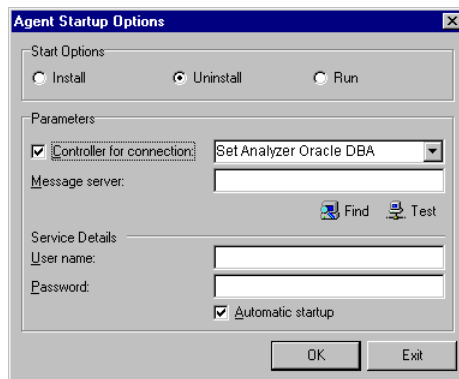 Agent Startup Options
Start Options
Install Uninstall Run
Parameters
Controller for connection: Set Analyzer Oracle DBA
Message server:
Find Test
Service Details
User name:
Password:
Automatic startup
OK Exit